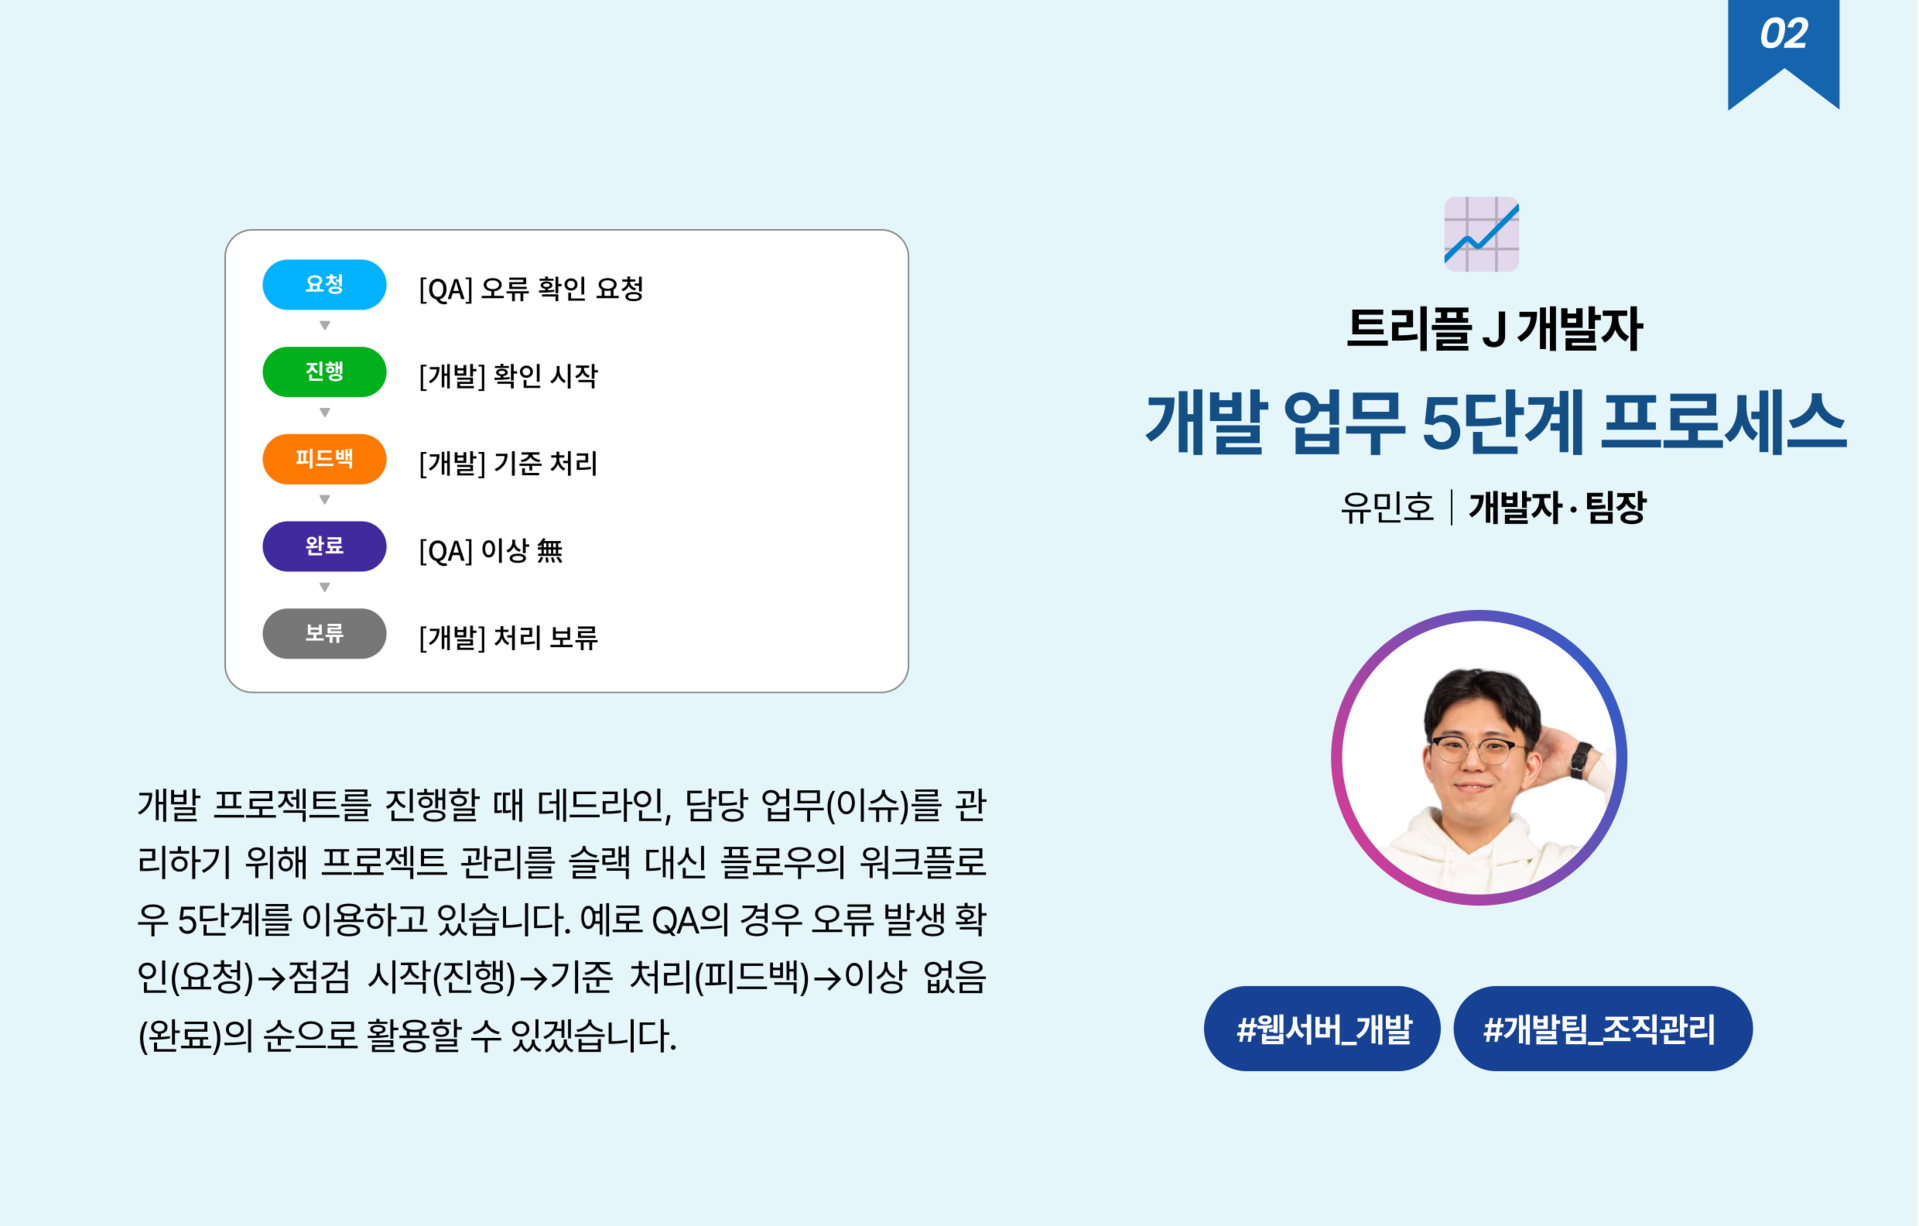 02
요청 [QA] 오류 확인 요청
진행 [개발] 확인 시작
피드백 [개발] 기준 처리
완료 [QA] 이상 無
보류 [개발] 처리 보류
개발 프로젝트를 진행할 때 데드라인, 담당 업무(이슈)를 관
리하기 위해 프로젝트 관리를 슬랙 대신 플로우의 워크플로
우 5단계를 이용하고 있습니다. 예로 QA의 경우 오류 발생 확
인(요청)→점검 시작(진행)→기준 처리(피드백)→이상 없음
(완료)의 순으로 활용할 수 있겠습니다.
트리플 J 개발자
개발 업무 5단계 프로세스
유민호 | 개발자 · 팀장
#웹서버_개발 #개발팀_조직관리